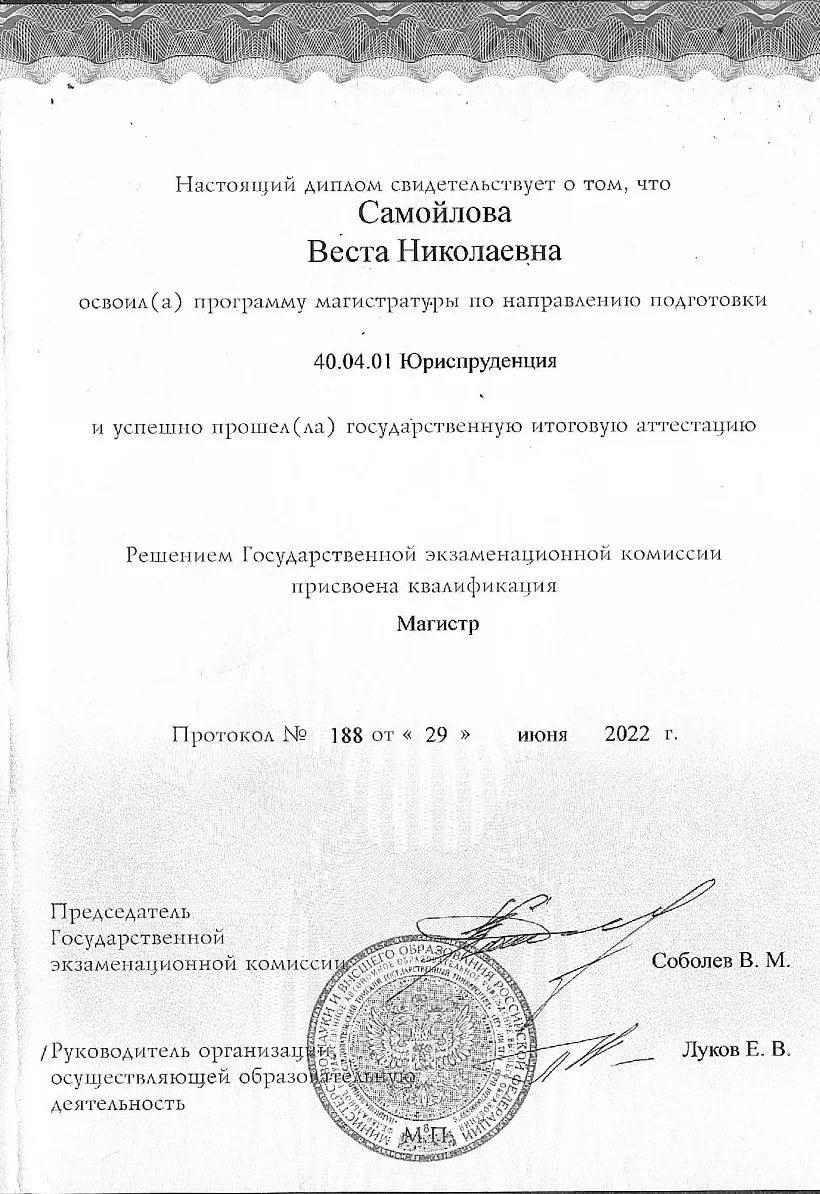 Настоящий диплом свидетельствует о том, что
Самойлова
Веста Николаевна
освоил(а) программу магистратуры по направлению подготовки
40.04.01 Юриспруденция
и успешно прошел(ла) государственную итоговую аттестацию
Решением Государственной экзаменационной комиссии
присвоена квалификация
Магистр
Протокол № 188 от « 29 » июня 2022 г.
Председатель
Государственной
экзаменационной комиссии
Соболев В. М.
Руководитель организации,
осуществляющей образовательную
деятельность
Луков Е. В.
М.П.
МИНИСТЕРСТВО НАУКИ И ВЫСШЕГО ОБРАЗОВАНИЯ РОССИЙСКОЙ ФЕДЕРАЦИИ